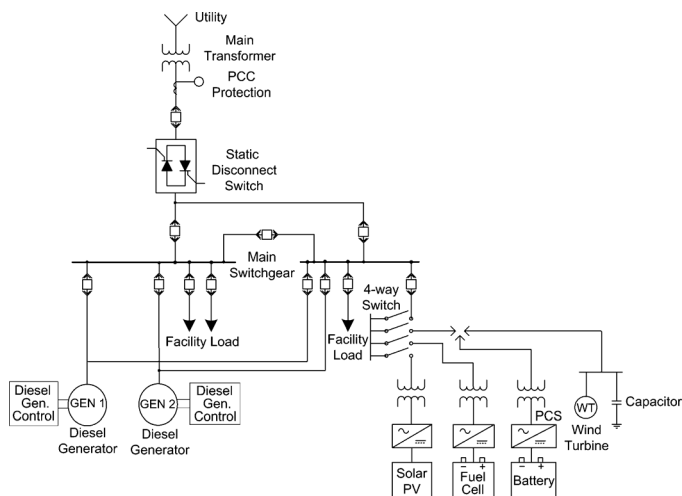 Utility
Main
Transformer
PCC
Protection
Static
Disconnect
Switch
Main
Switchgear
4-way
Switch
Facility Load
Facility
Load
Diesel
Gen.
Control
GEN 1
Diesel
Generator
GEN 2
Diesel
Generator
Diesel
Gen.
Control
PCS
WT
Wind
Turbine
Capacitor
Solar
PV
Fuel
Cell
Battery
- +
- +